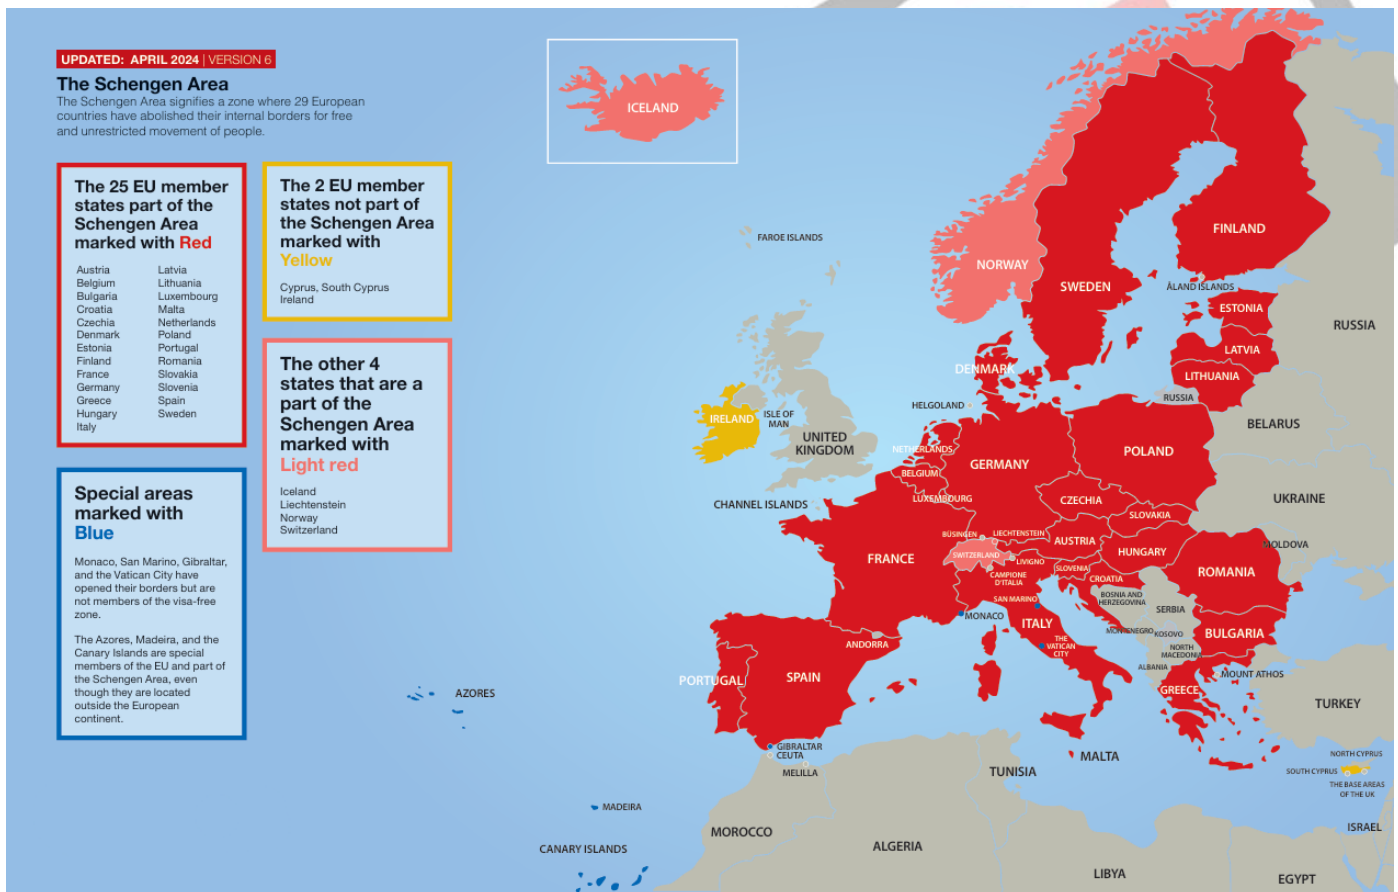 UPDATED: APRIL 2024 | VERSION 6
The Schengen Area
The Schengen Area signifies a zone where 29 European
countries have abolished their internal borders for free
and unrestricted movement of people.
The 25 EU member
states part of the
Schengen Area
marked with Red
Austria
Belgium
Bulgaria
Croatia
Czechia
Denmark
Estonia
Finland
France
Germany
Greece
Hungary
Italy
Latvia
Lithuania
Luxembourg
Malta
Netherlands
Poland
Portugal
Romania
Slovakia
Slovenia
Spain
Sweden
The 2 EU member
states not part of
the Schengen Area
marked with
Yellow
Cyprus, South Cyprus
Ireland
The other 4
states that are a
part of the
Schengen Area
marked with
Light red
Iceland
Liechtenstein
Norway
Switzerland
Special areas
marked with
Blue
Monaco, San Marino, Gibraltar,
and the Vatican City have
opened their borders but are
not members of the visa-free
zone.
The Azores, Madeira, and the
Canary Islands are special
members of the EU and part of
the Schengen Area, even
though they are located
outside the European
continent.
ICELAND
FAROE ISLANDS
NORWAY
SWEDEN
FINLAND
ÅLAND ISLANDS
ESTONIA
RUSSIA
LATVIA
LITHUANIA
DENMARK
RUSSIA
HELGOLAND
BELARUS
IRELAND
ISLE OF
MAN
UNITED
KINGDOM
NETHERLANDS
BELGIUM
GERMANY
POLAND
LUXEMBOURG
CHANNEL ISLANDS
CZECHIA
UKRAINE
SLOVAKIA
BÜSINGEN
LIECHTENSTEIN
AUSTRIA
MOLDOVA
FRANCE
SWITZERLAND
LIVIGNO
HUNGARY
ROMANIA
CAMPIONE
D'ITALIA
SLOVENIA
CROATIA
SAN MARINO
BOSNIA AND
HERZEGOVINA
SERBIA
MONACO
ITALY
MONTENEGRO
KOSOVO
BULGARIA
ANDORRA
THE
VATICAN
CITY
NORTH
MACEDONIA
ALBANIA
MOUNT ATHOS
PORTUGAL
SPAIN
GREECE
TURKEY
AZORES
GIBRALTAR
CEUTA
MELILLA
TUNISIA
MALTA
NORTH CYPRUS
SOUTH CYPRUS
THE BASE AREAS
OF THE UK
MADEIRA
MOROCCO
ISRAEL
CANARY ISLANDS
ALGERIA
LIBYA
EGYPT